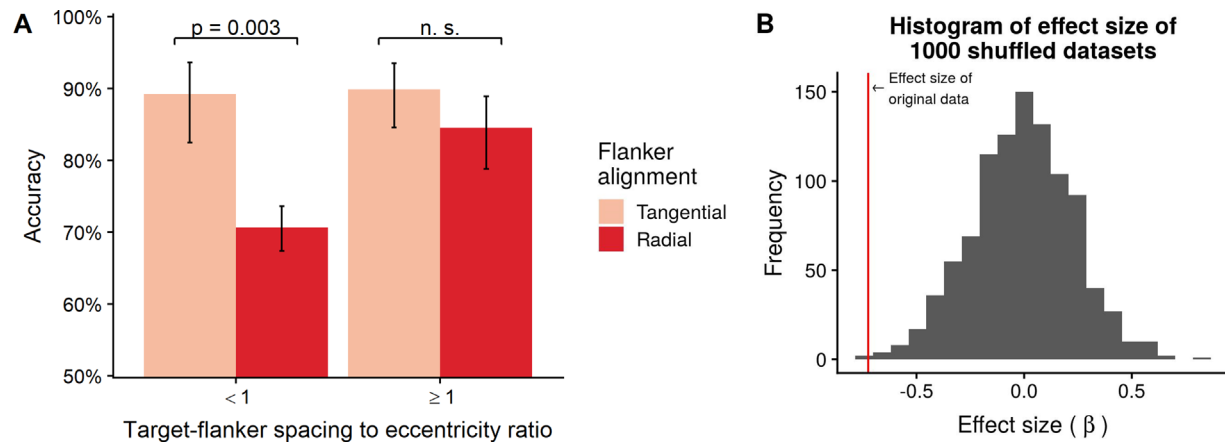 A
100%
90%
80%
70%
60%
50%
Accuracy
p = 0.003
n. s.
< 1
≥ 1
Target-flanker spacing to eccentricity ratio
Flanker
alignment
Tangential
Radial
B
Histogram of effect size of
1000 shuffled datasets
← Effect size of
original data
150
100
50
0
Frequency
-0.5
0.0
0.5
Effect size ( β )